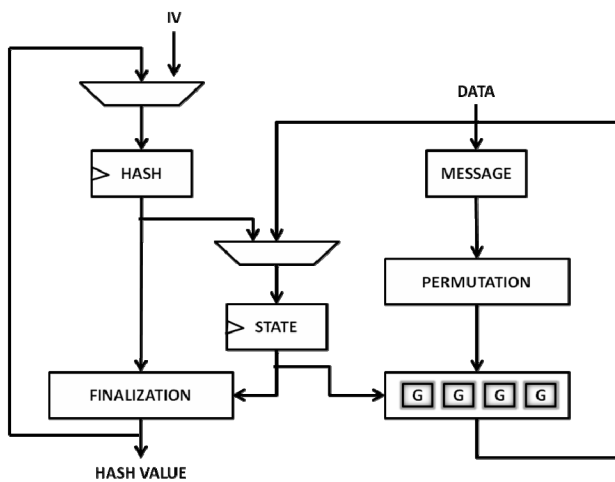 IV
DATA
HASH
MESSAGE
PERMUTATION
STATE
FINALIZATION
G G G G
HASH VALUE